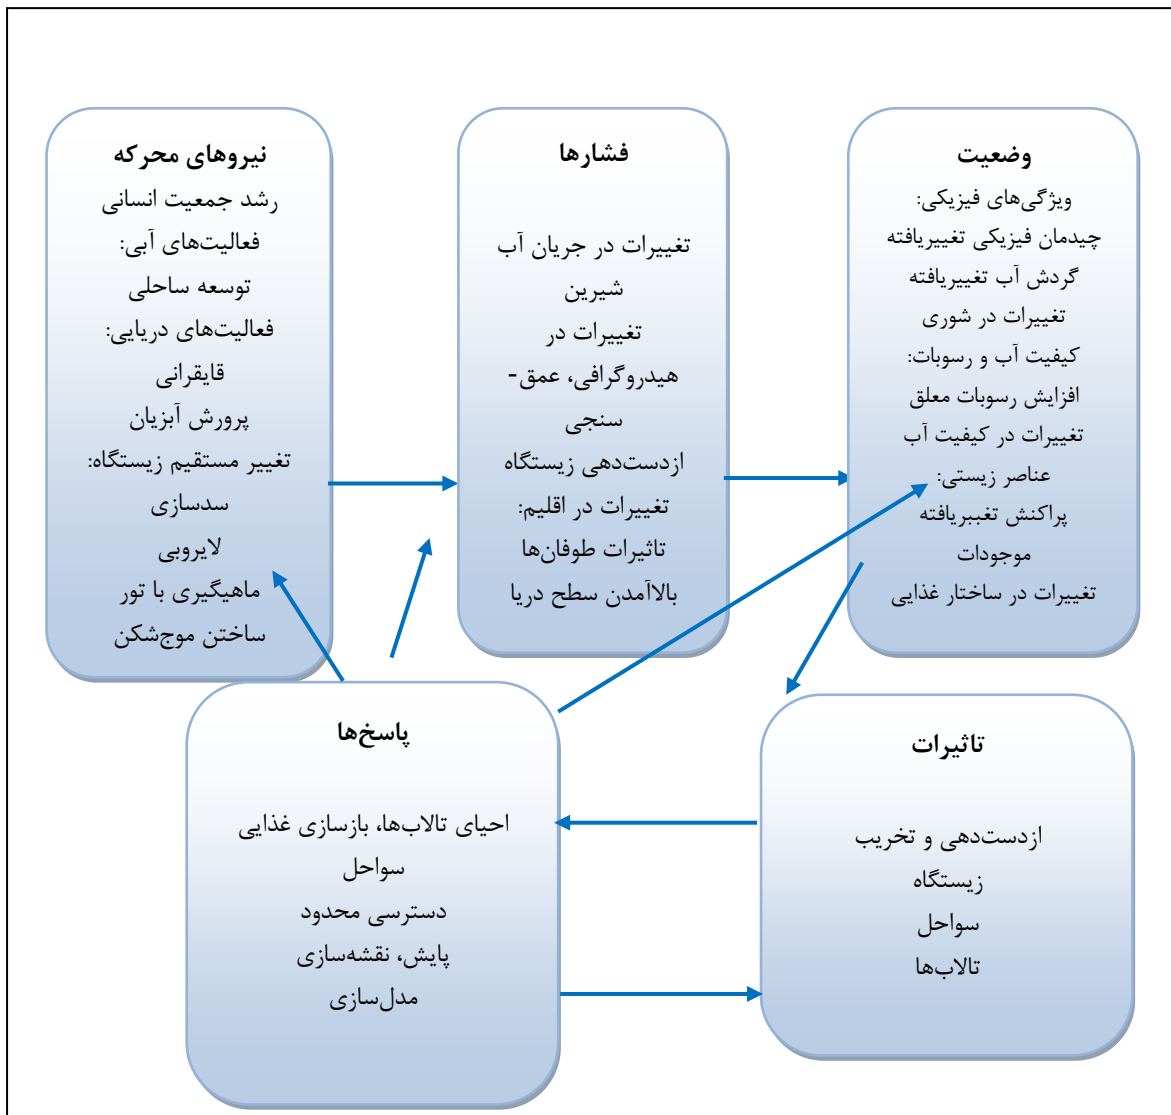 نیروهای محرکه
رشد جمعیت انسانی
فعالیت‌های آبی:
توسعه ساحلی
فعالیت‌های دریایی:
قایقرانی
پرورش آبزیان
تغییر مستقیم زیستگاه:
سدسازی
لایروبی
ماهیگیری با تور
ساختن موج‌شکن
فشارها
تغییرات در جریان آب
شیرین
تغییرات در
هیدروگرافی، عمق-
سنجی
ازدست‌دهی زیستگاه
تغییرات در اقلیم:
تاثیرات طوفان‌ها
بالاآمدن سطح دریا
وضعیت
ویژگی‌های فیزیکی:
چیدمان فیزیکی تغییریافته
گردش آب تغییریافته
تغییرات در شوری
کیفیت آب و رسوبات:
افزایش رسوبات معلق
تغییرات در کیفیت آب
عناصر زیستی:
پراکنش تغببریافته
موجودات
تغییرات در ساختار غذایی
پاسخ‌ها
احیای تالاب‌ها، بازسازی غذایی
سواحل
دسترسی محدود
پایش، نقشه‌سازی
مدل‌سازی
تاثیرات
ازدست‌دهی و تخریب
زیستگاه
سواحل
تالاب‌ها